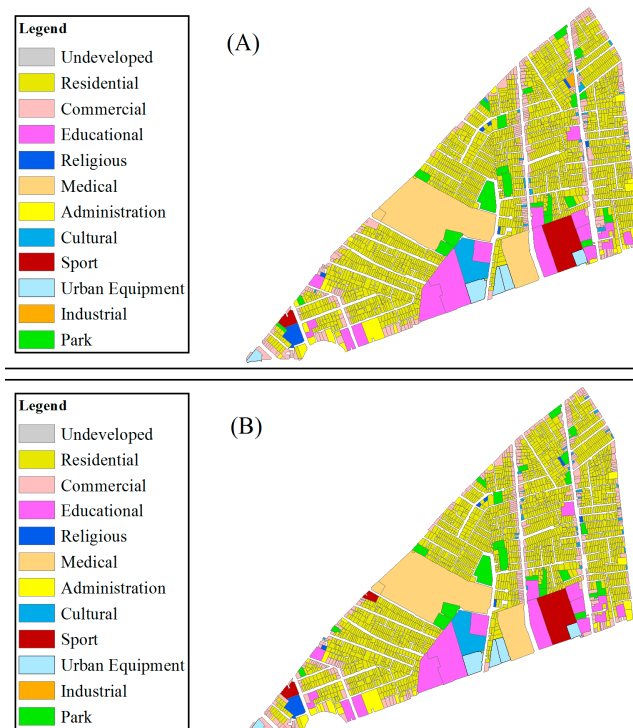 Legend
Undeveloped
Residential
Commercial
Educational
Religious
Medical
Administration
Cultural
Sport
Urban Equipment
Industrial
Park
(A)
Legend
Undeveloped
Residential
Commercial
Educational
Religious
Medical
Administration
Cultural
Sport
Urban Equipment
Industrial
Park
(B)